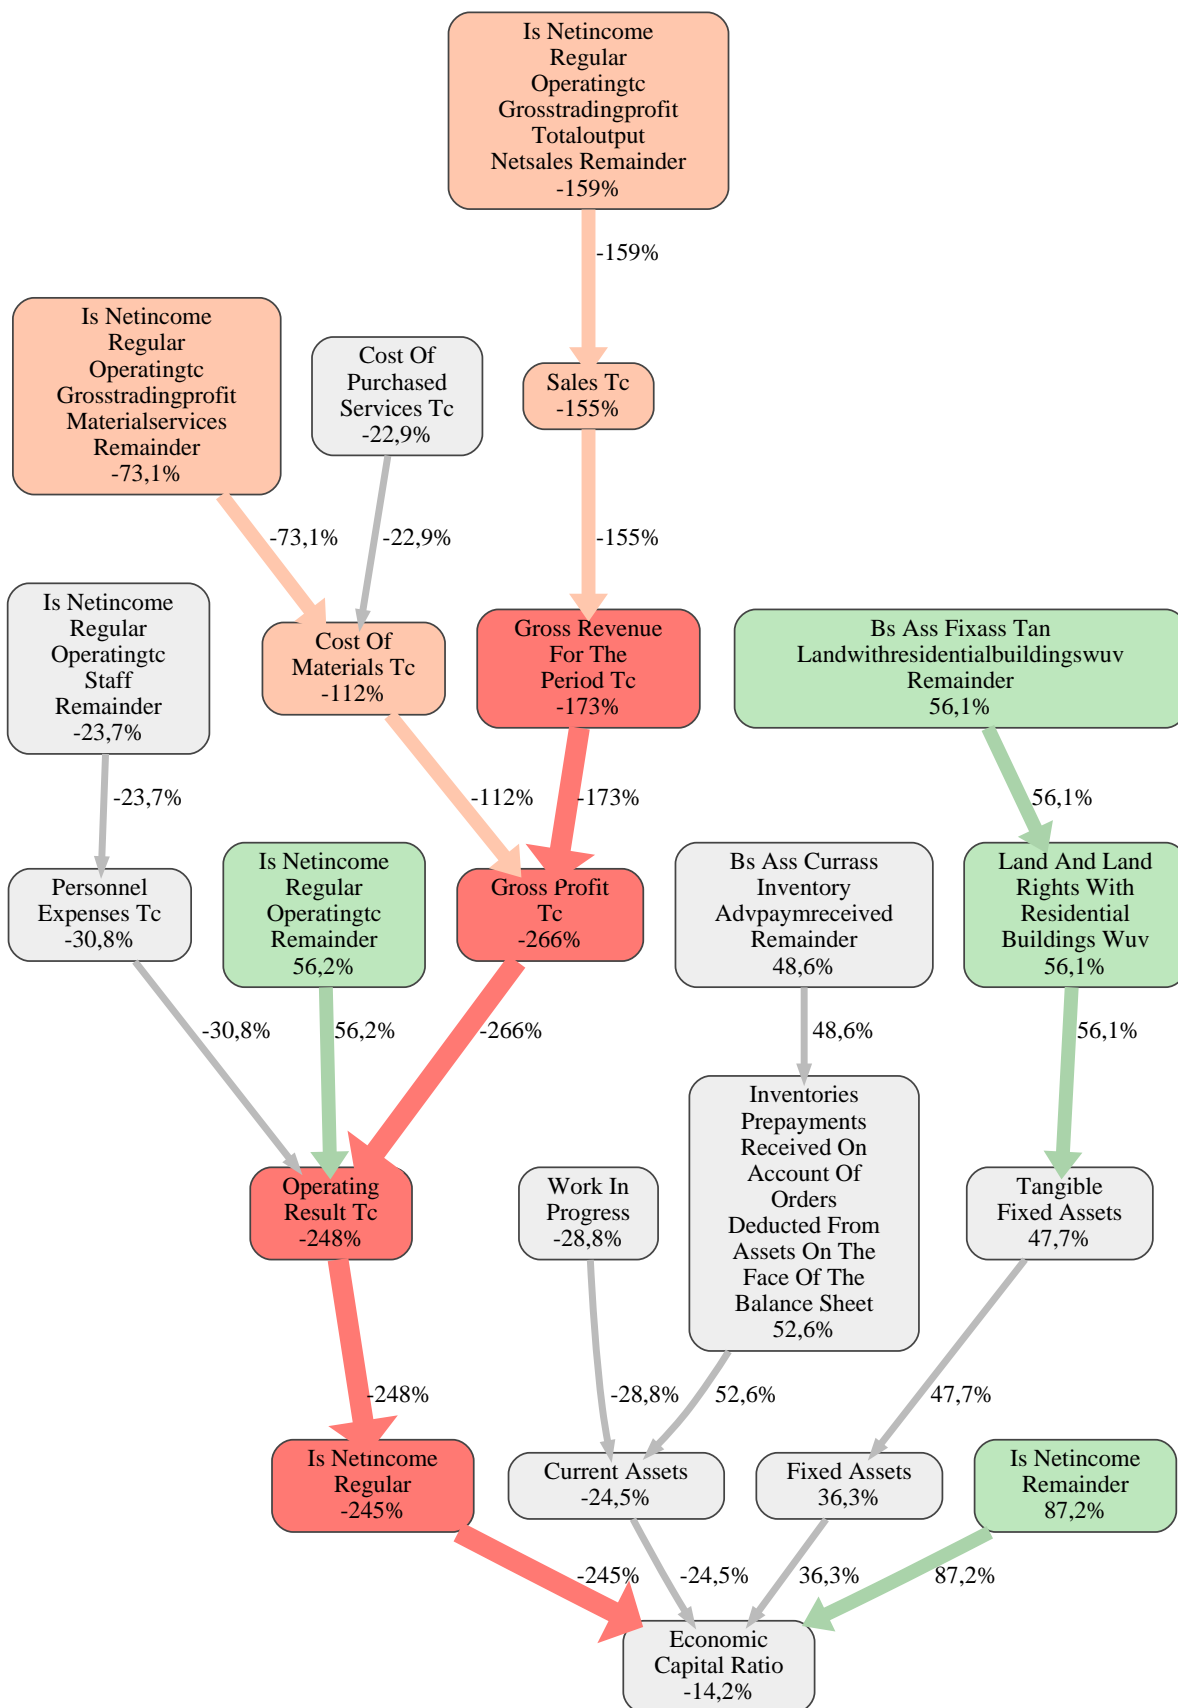 Is Netincome
Regular
Operatingtc
Grosstradingprofit
Totaloutput
Netsales Remainder
-159%
-159%
Is Netincome
Regular
Operatingtc
Grosstradingprofit
Materialservices
Remainder
-73,1%
Cost Of
Purchased
Services Tc
-22,9%
Sales Tc
-155%
-73,1%
-22,9%
-155%
Is Netincome
Regular
Operatingtc
Staff
Remainder
-23,7%
Cost Of
Materials Tc
-112%
Gross Revenue
For The
Period Tc
-173%
Bs Ass Fixass Tan
Landwithresidentialbuildingswuv
Remainder
56,1%
-23,7%
-112%
-173%
56,1%
Personnel
Expenses Tc
-30,8%
Is Netincome
Regular
Operatingtc
Remainder
56,2%
Gross Profit
Tc
-266%
Bs Ass Currass
Inventory
Advpaymreceived
Remainder
48,6%
Land And Land
Rights With
Residential
Buildings Wuv
56,1%
-30,8%
56,2%
-266%
48,6%
56,1%
Operating
Result Tc
-248%
Work In
Progress
-28,8%
Inventories
Prepayments
Received On
Account Of
Orders
Deducted From
Assets On The
Face Of The
Balance Sheet
52,6%
Tangible
Fixed Assets
47,7%
-248%
-28,8%
52,6%
47,7%
Is Netincome
Regular
-245%
Current Assets
-24,5%
Fixed Assets
36,3%
Is Netincome
Remainder
87,2%
-245%
-24,5%
36,3%
87,2%
Economic
Capital Ratio
-14,2%